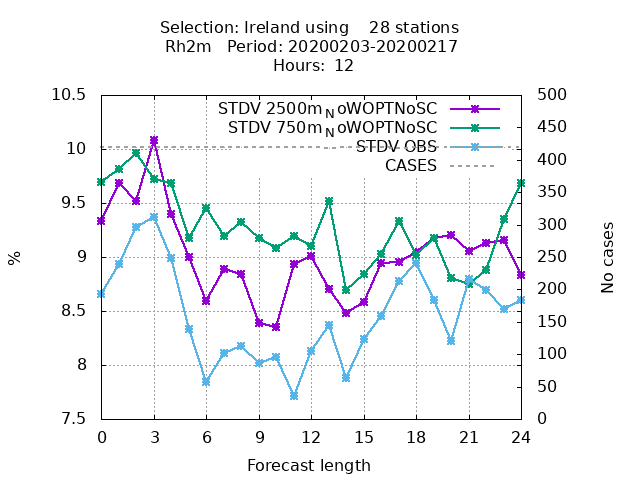 Selection: Ireland using 28 stations
Rh2m Period: 20200203-20200217
Hours: 12
STDV 2500mNoWOPTNoSC
STDV 750mNoWOPTNoSC
STDV OBS
CASES
10.5
10
9.5
9
8.5
8
7.5
%
500
450
400
350
300
250
200
150
100
50
0
No cases
0 3 6 9 12 15 18 21 24
Forecast length